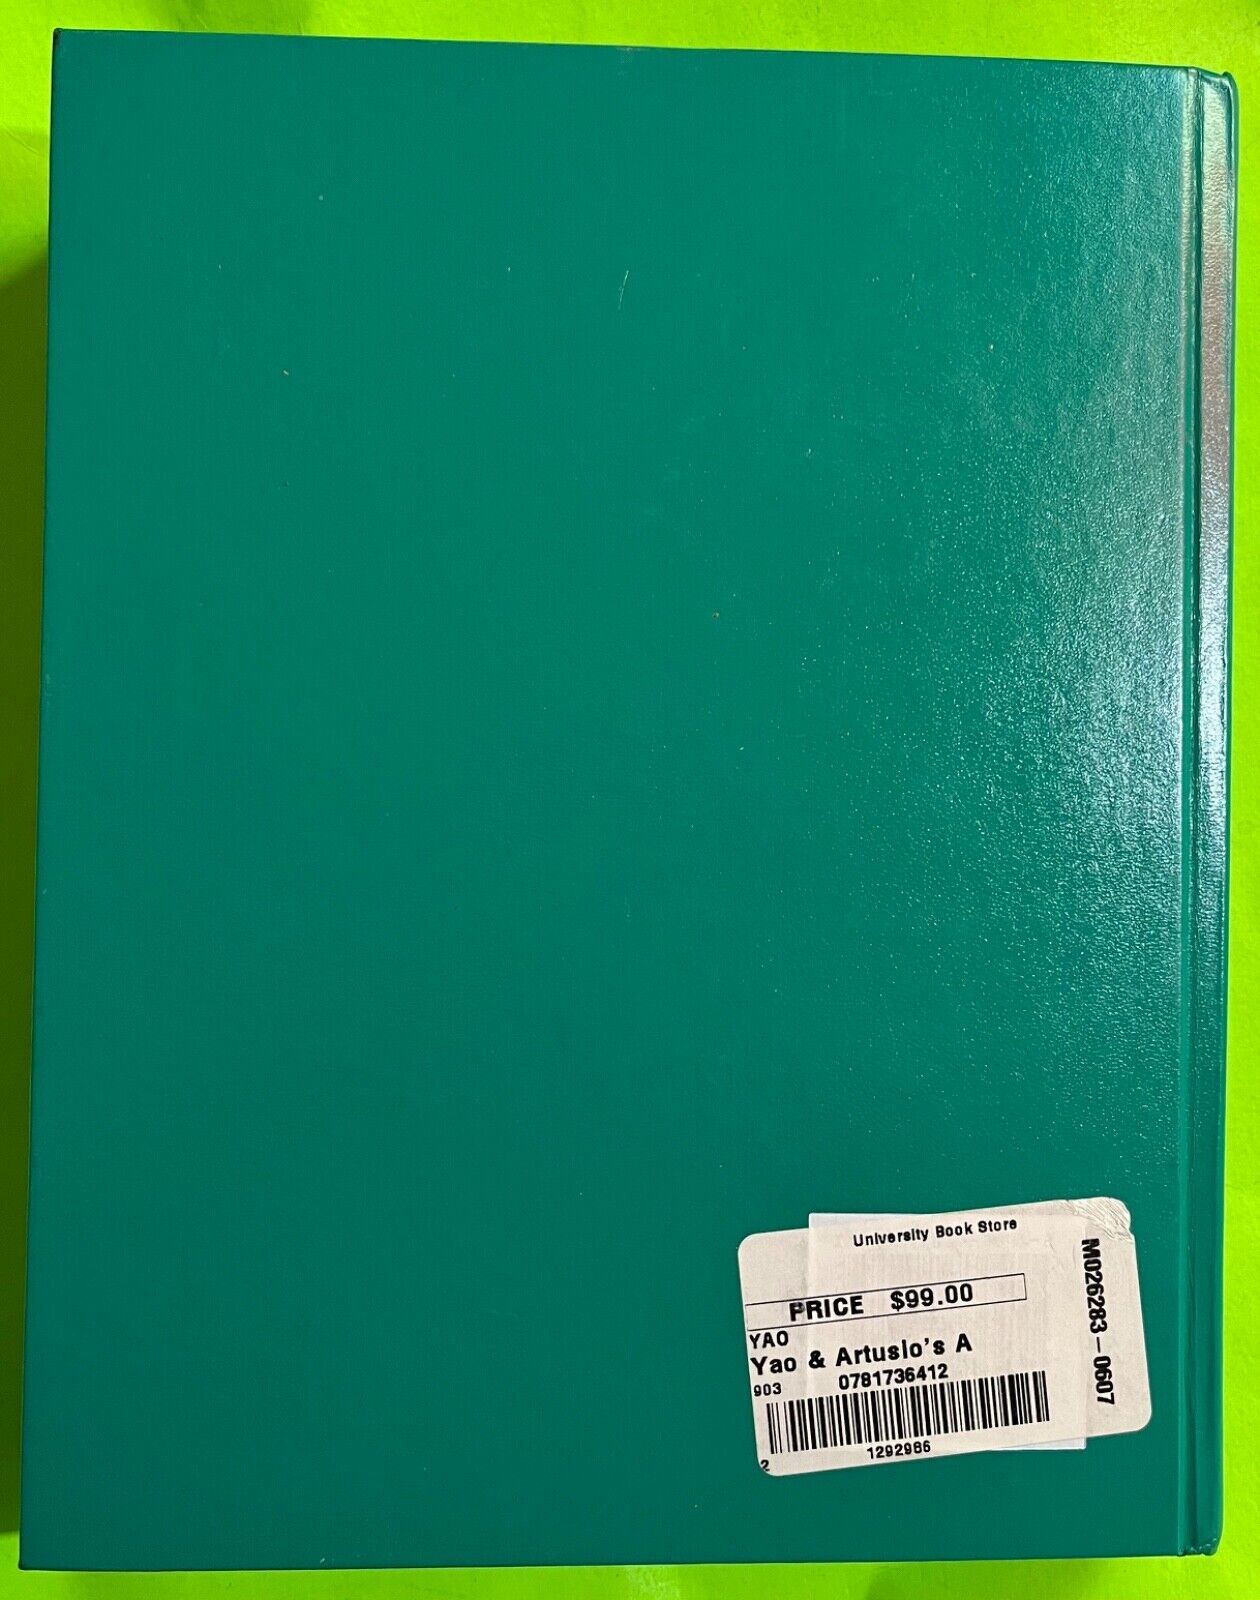 University Book Store
PRICE $99.00
YAO
Yao & Artusio's A
903 0781736412
2 1292986
M026283-0607